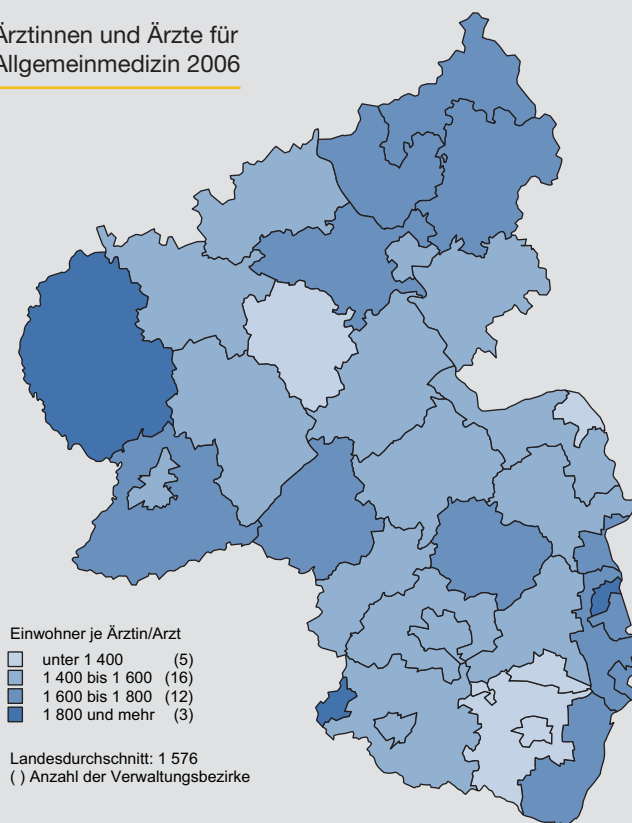 Ärztinnen und Ärzte für
Allgemeinmedizin 2006
Einwohner je Ärztin/Arzt
unter 1 400 (5)
1 400 bis 1 600 (16)
1 600 bis 1 800 (12)
1 800 und mehr (3)
Landesdurchschnitt: 1 576
( ) Anzahl der Verwaltungsbezirke